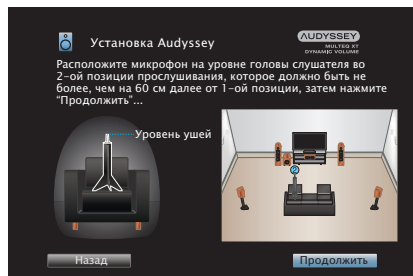 Установка Audyssey
AUDYSSEY
MULTEQ XT
DYNAMIC VOLUME
Расположите микрофон на уровне головы слушателя во
2-ой позиции прослушивания, которое должно быть не
более, чем на 60 см далее от 1-ой позиции, затем нажмите
"Продолжить"...
Уровень ушей
2
Назад
Продолжить